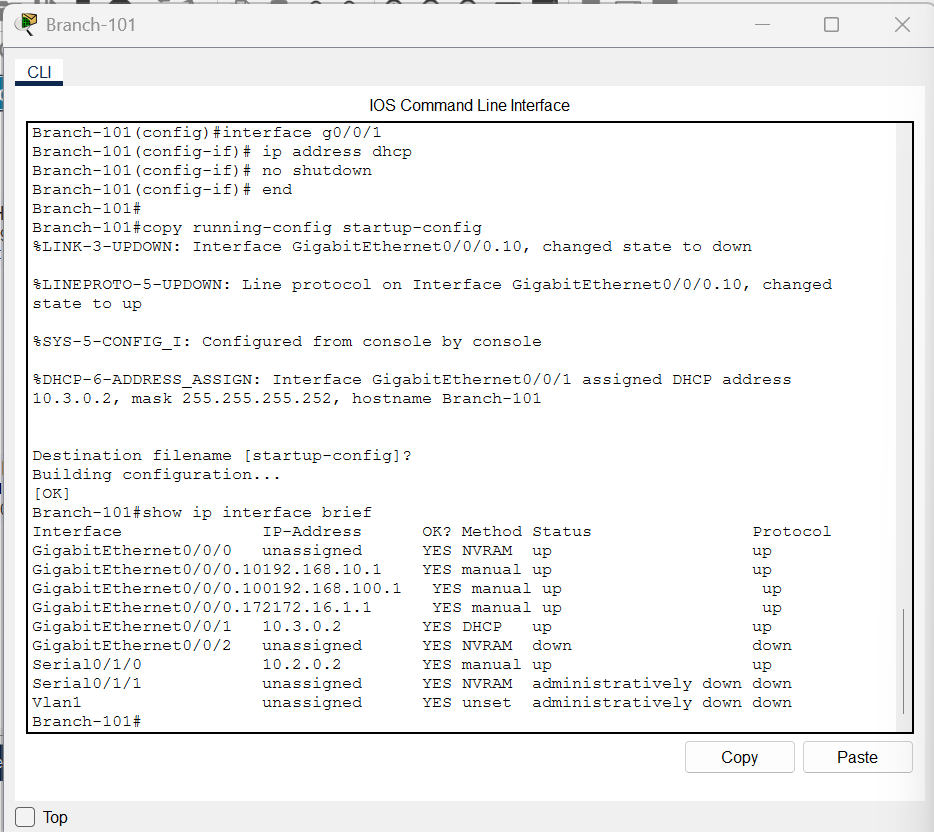 Branch-101
CLI
IOS Command Line Interface
Branch-101(config)#interface g0/0/1
Branch-101(config-if)# ip address dhcp
Branch-101(config-if)# no shutdown
Branch-101(config-if)# end
Branch-101#
Branch-101#copy running-config startup-config
%LINK-3-UPDOWN: Interface GigabitEthernet0/0/0.10, changed state to down
%LINEPROTO-5-UPDOWN: Line protocol on Interface GigabitEthernet0/0/0.10, changed
state to up
%SYS-5-CONFIG_I: Configured from console by console
%DHCP-6-ADDRESS_ASSIGN: Interface GigabitEthernet0/0/1 assigned DHCP address
10.3.0.2, mask 255.255.255.252, hostname Branch-101
Destination filename [startup-config]?
Building configuration...
[OK]
Branch-101#show ip interface brief
Interface              IP-Address      OK? Method Status                Protocol
GigabitEthernet0/0/0   unassigned      YES NVRAM  up                    up
GigabitEthernet0/0/0.10192.168.10.1    YES manual up                    up
GigabitEthernet0/0/0.100192.168.100.1   YES manual up                    up
GigabitEthernet0/0/0.172172.16.1.1      YES manual up                    up
GigabitEthernet0/0/1   10.3.0.2        YES DHCP   up                    up
GigabitEthernet0/0/2   unassigned      YES NVRAM  down                  down
Serial0/1/0            10.2.0.2        YES manual up                    up
Serial0/1/1            unassigned      YES NVRAM  administratively down down
Vlan1                  unassigned      YES unset  administratively down down
Branch-101#
Copy
Paste
Top